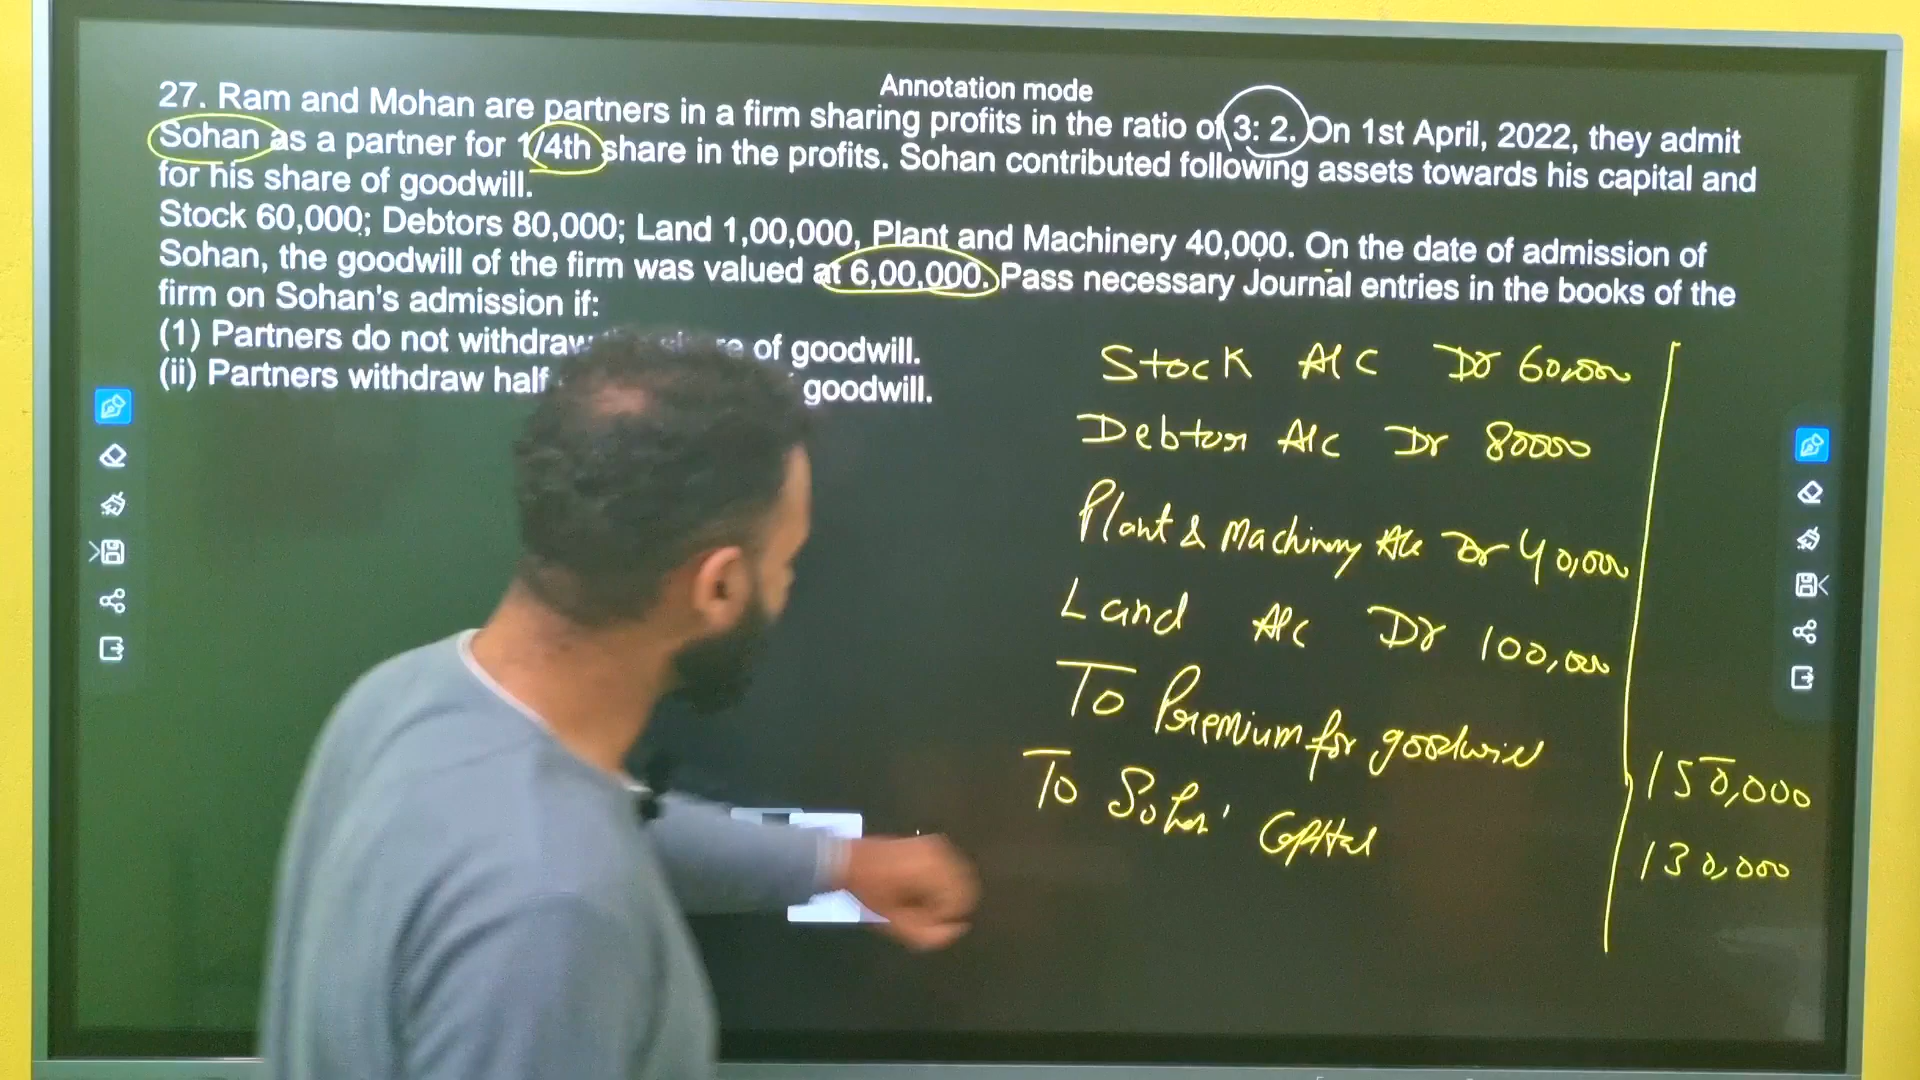 Annotation mode
27. Ram and Mohan are partners in a firm sharing profits in the ratio of 3: 2. On 1st April, 2022, they admit
Sohan as a partner for 1/4th share in the profits. Sohan contributed following assets towards his capital and
for his share of goodwill.
Stock 60,000; Debtors 80,000; Land 1,00,000, Plant and Machinery 40,000. On the date of admission of
Sohan, the goodwill of the firm was valued at 6,00,000. Pass necessary Journal entries in the books of the
firm on Sohan's admission if:
(1) Partners do not withdraw of goodwill.
(ii) Partners withdraw half goodwill.
Stock A/C Dr 60,000
Debtors A/c Dr 80000
Plant & Machinery A/c Dr 40,000
Land A/c Dr 100,000
To Premium for goodwill 150,000
To Sohan' Capital 130,000